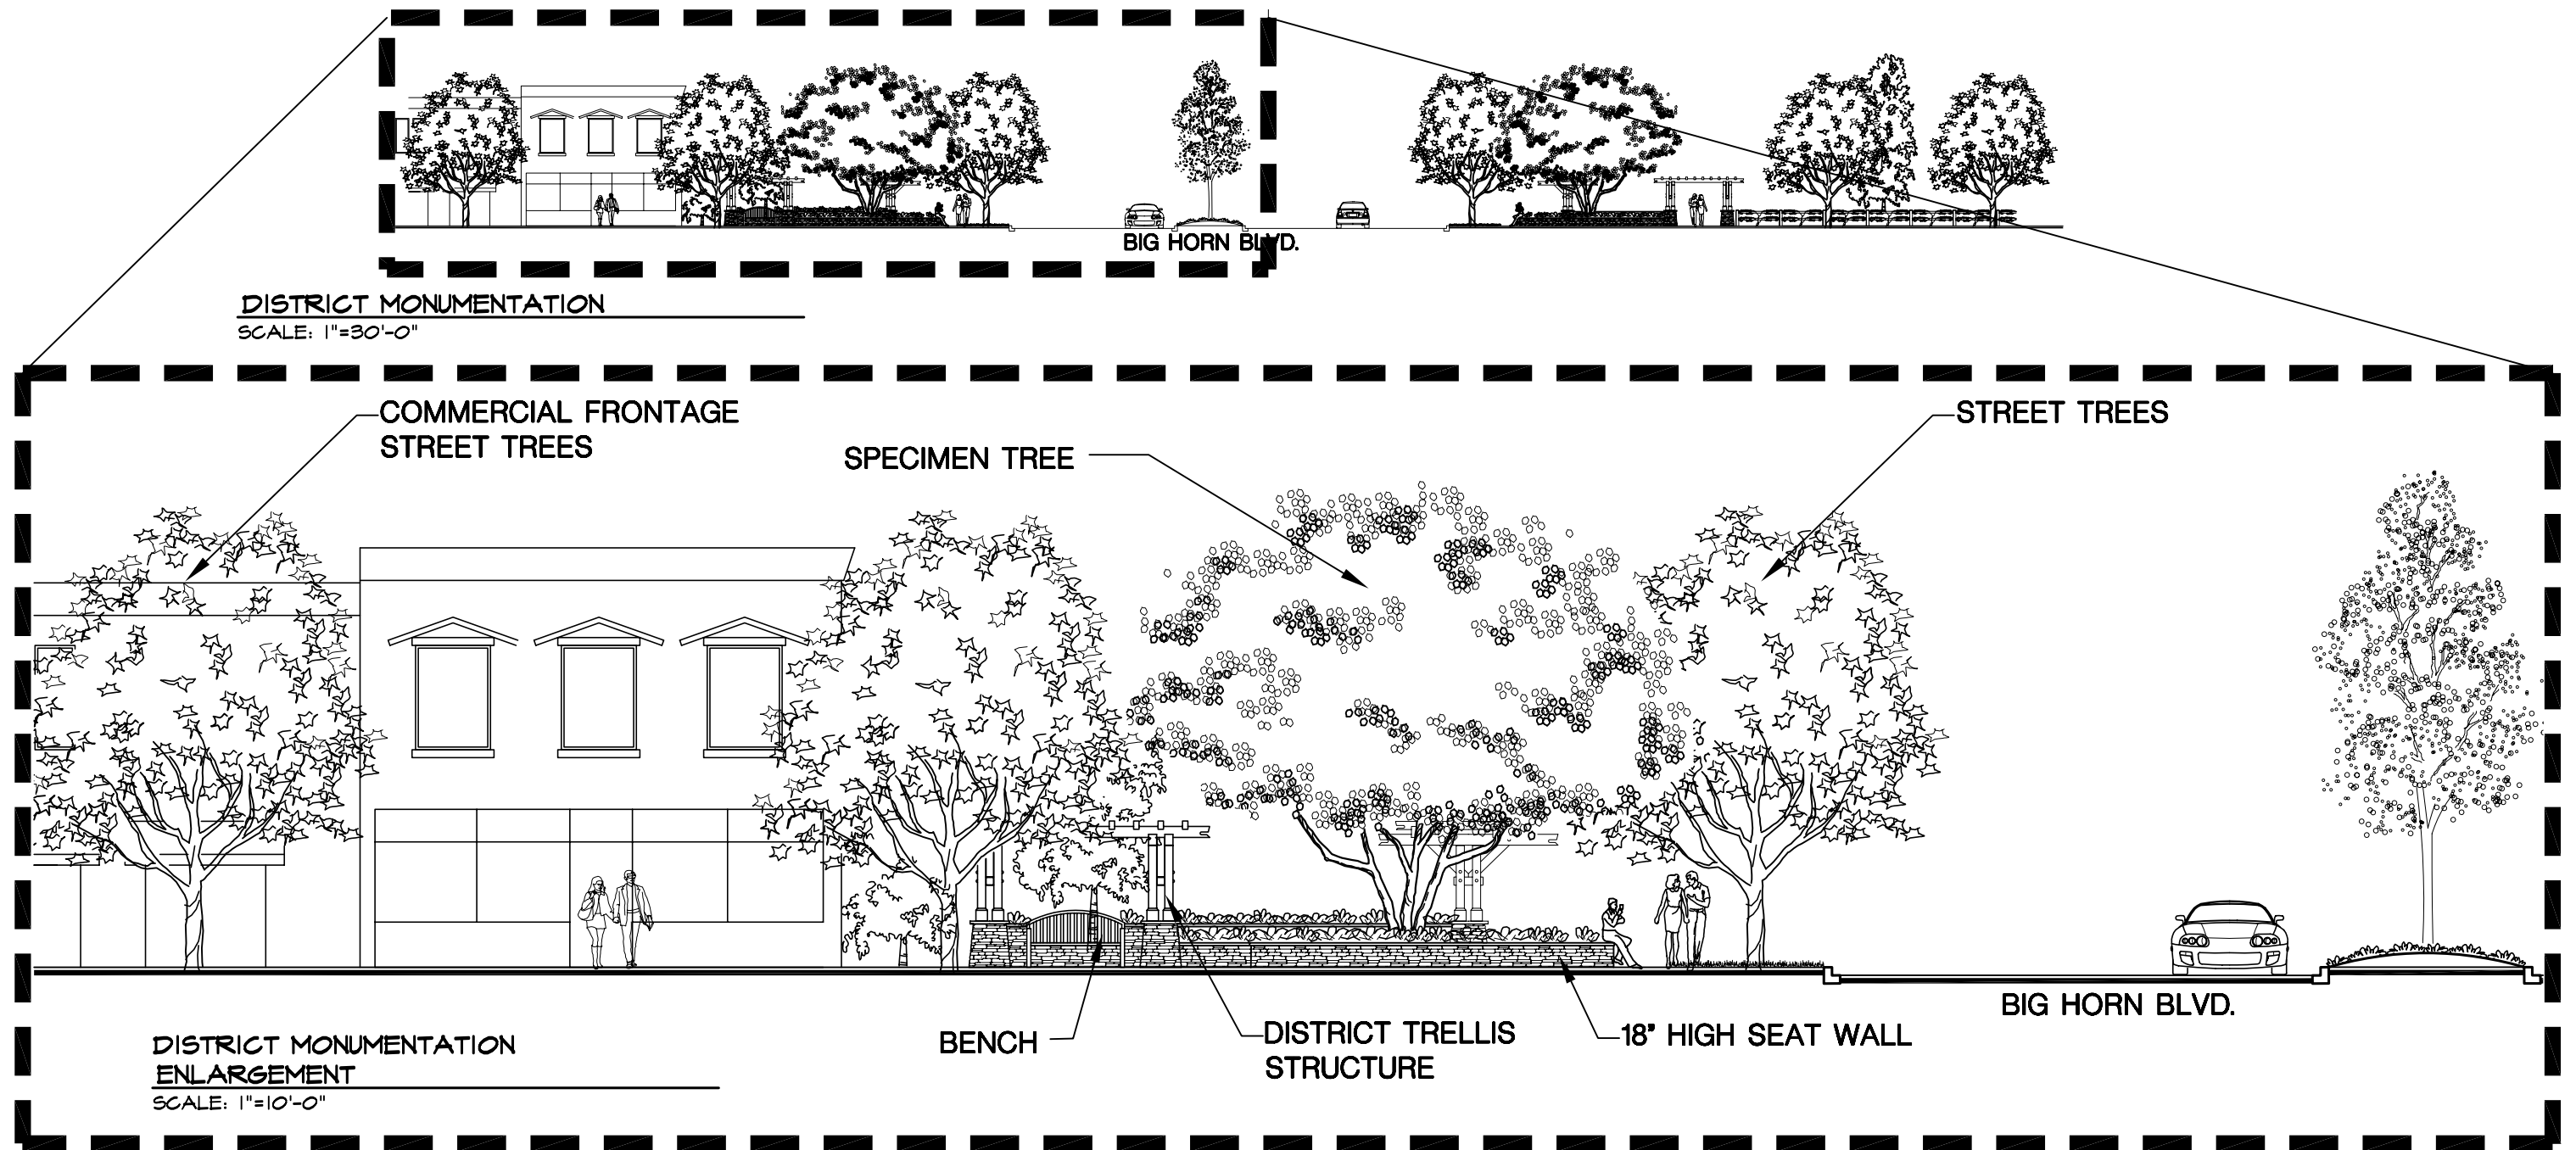 BIG HORN BLVD.
DISTRICT MONUMENTATION
SCALE: 1"=30'-0"
COMMERCIAL FRONTAGE
STREET TREES
SPECIMEN TREE
STREET TREES
BIG HORN BLVD.
BENCH
DISTRICT TRELLIS
STRUCTURE
18" HIGH SEAT WALL
DISTRICT MONUMENTATION
ENLARGEMENT
SCALE: 1"=10'-0"